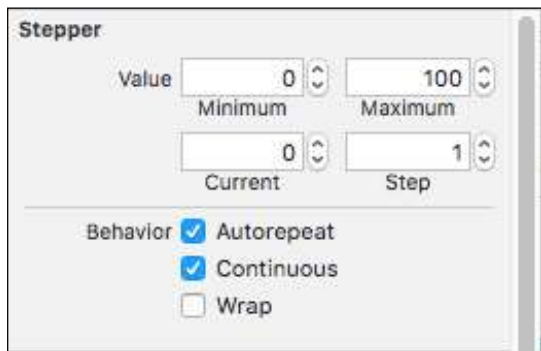 Stepper
Value 0 100
Minimum Maximum
0 1
Current Step
Behavior Autorepeat
Continuous
Wrap